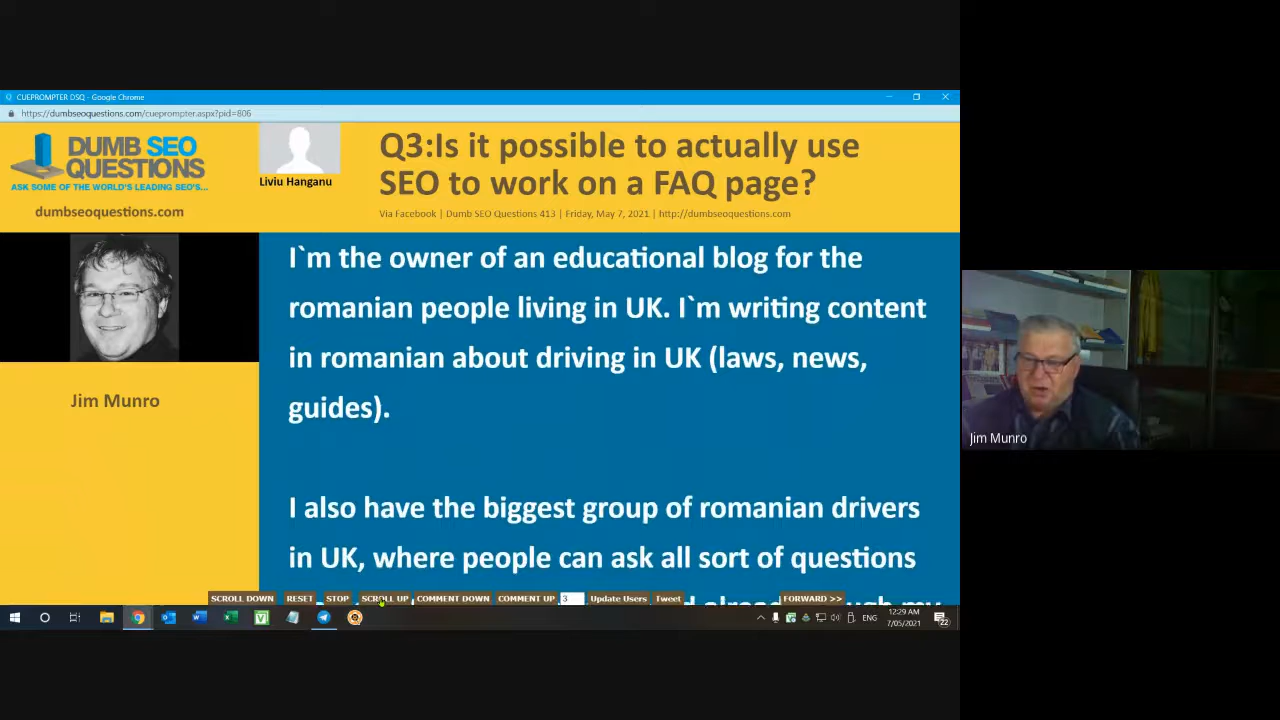 CUEPROMPTER DSQ - Google Chrome
https://dumbseoquestions.com/cueprompter.aspx?pid=806
DUMB SEO
QUESTIONS
ASK SOME OF THE WORLD'S LEADING SEO'S...
dumbseoquestions.com
Liviu Hanganu
Q3:Is it possible to actually use
SEO to work on a FAQ page?
Via Facebook | Dumb SEO Questions 413 | Friday, May 7, 2021 | http://dumbseoquestions.com
Jim Munro
I`m the owner of an educational blog for the
romanian people living in UK. I`m writing content
in romanian about driving in UK (laws, news,
guides).
I also have the biggest group of romanian drivers
in UK, where people can ask all sort of questions
my
SCROLL DOWN RESET STOP SCROLL UP COMMENT DOWN COMMENT UP 3 Update Users Tweet FORWARD >>
ENG
12:29 AM
7/05/2021
22
Jim Munro